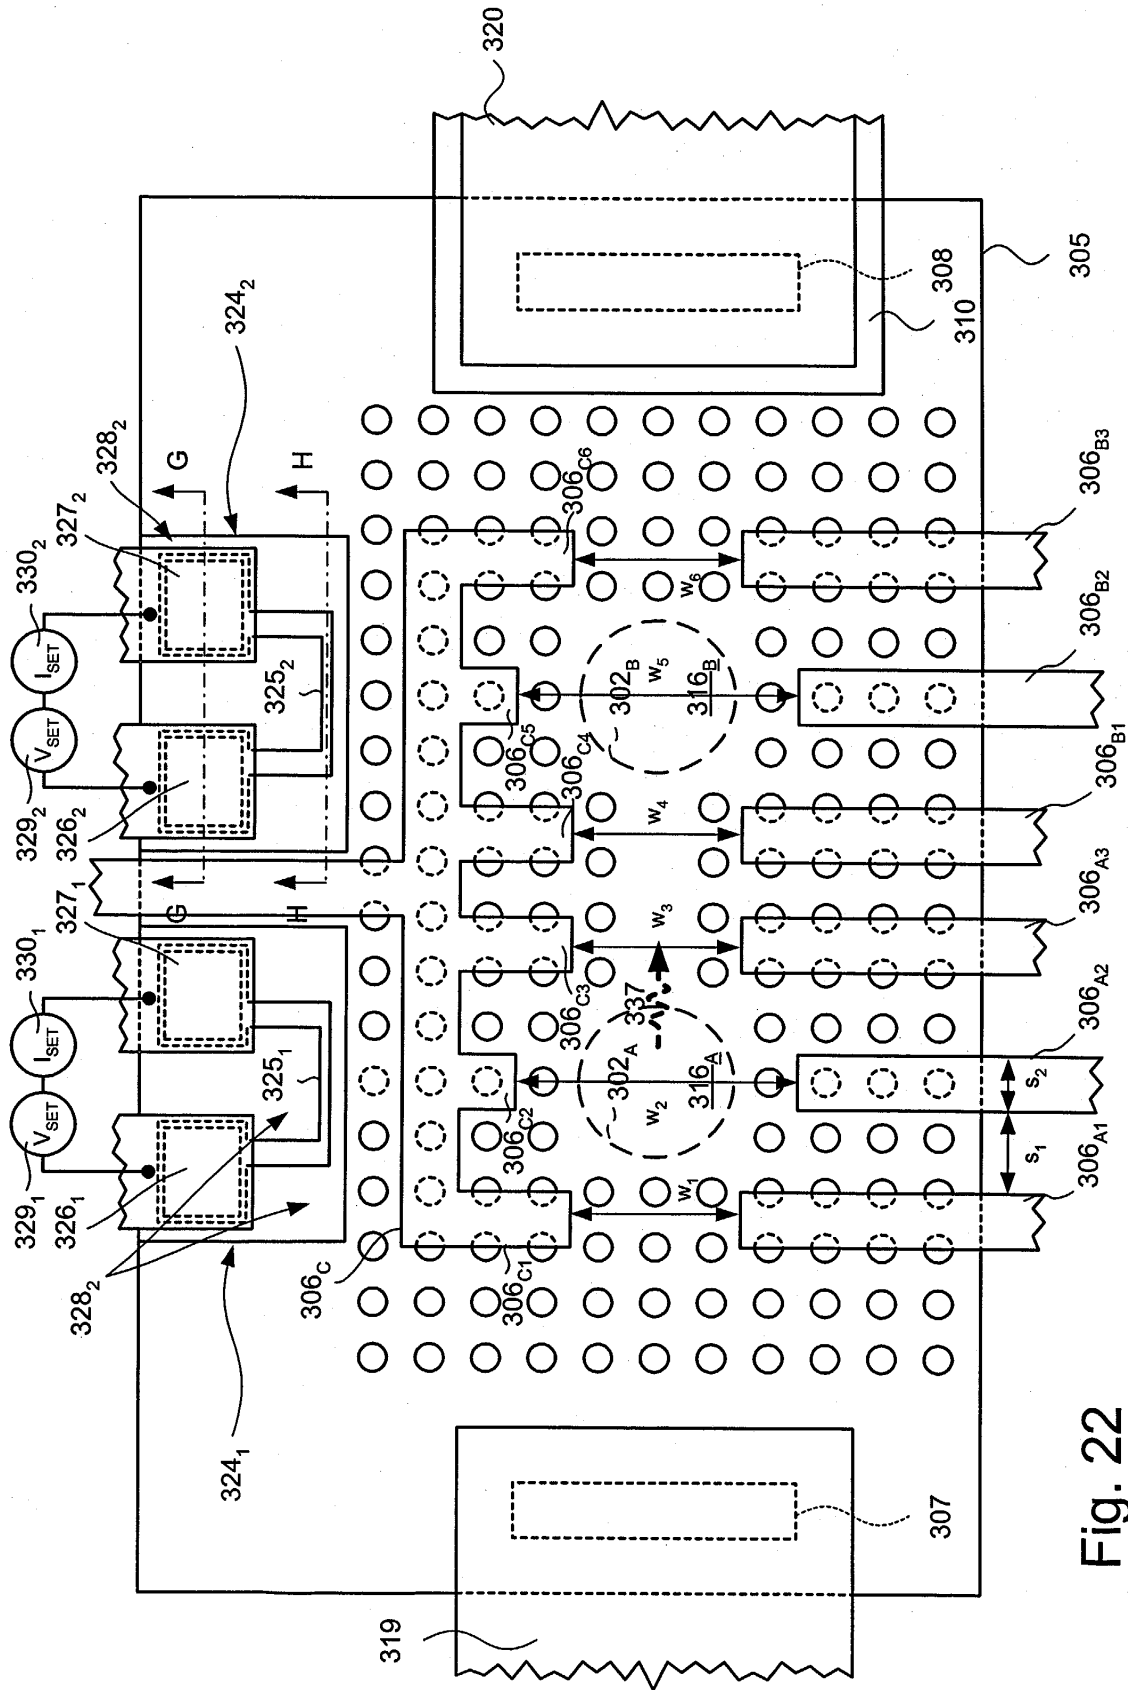 329₁
V_SET
330₁
I_SET
329₂
V_SET
330₂
I_SET
326₁
327₁
326₂
327₂
328₂
328₂
324₁
324₂
325₁
325₂
G
G
H
H
306_C
306_C1
306_C2
306_C3
306_C4
306_C5
306_C6
320
319
307
308
310
305
W₁
W₂
W₃
W₄
W₅
W₆
302_A
316_A
337
302_B
316_B
S₁
S₂
306_A1
306_A2
306_A3
306_B1
306_B2
306_B3
Fig. 22